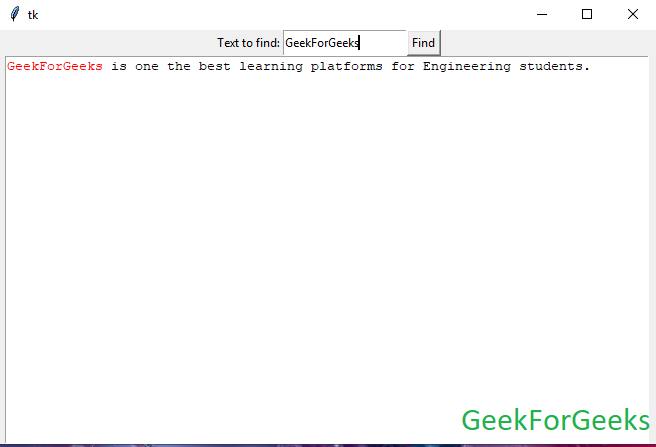 tk
Text to find: GeekForGeeks Find
GeekForGeeks is one the best learning platforms for Engineering students.
GeekForGeeks